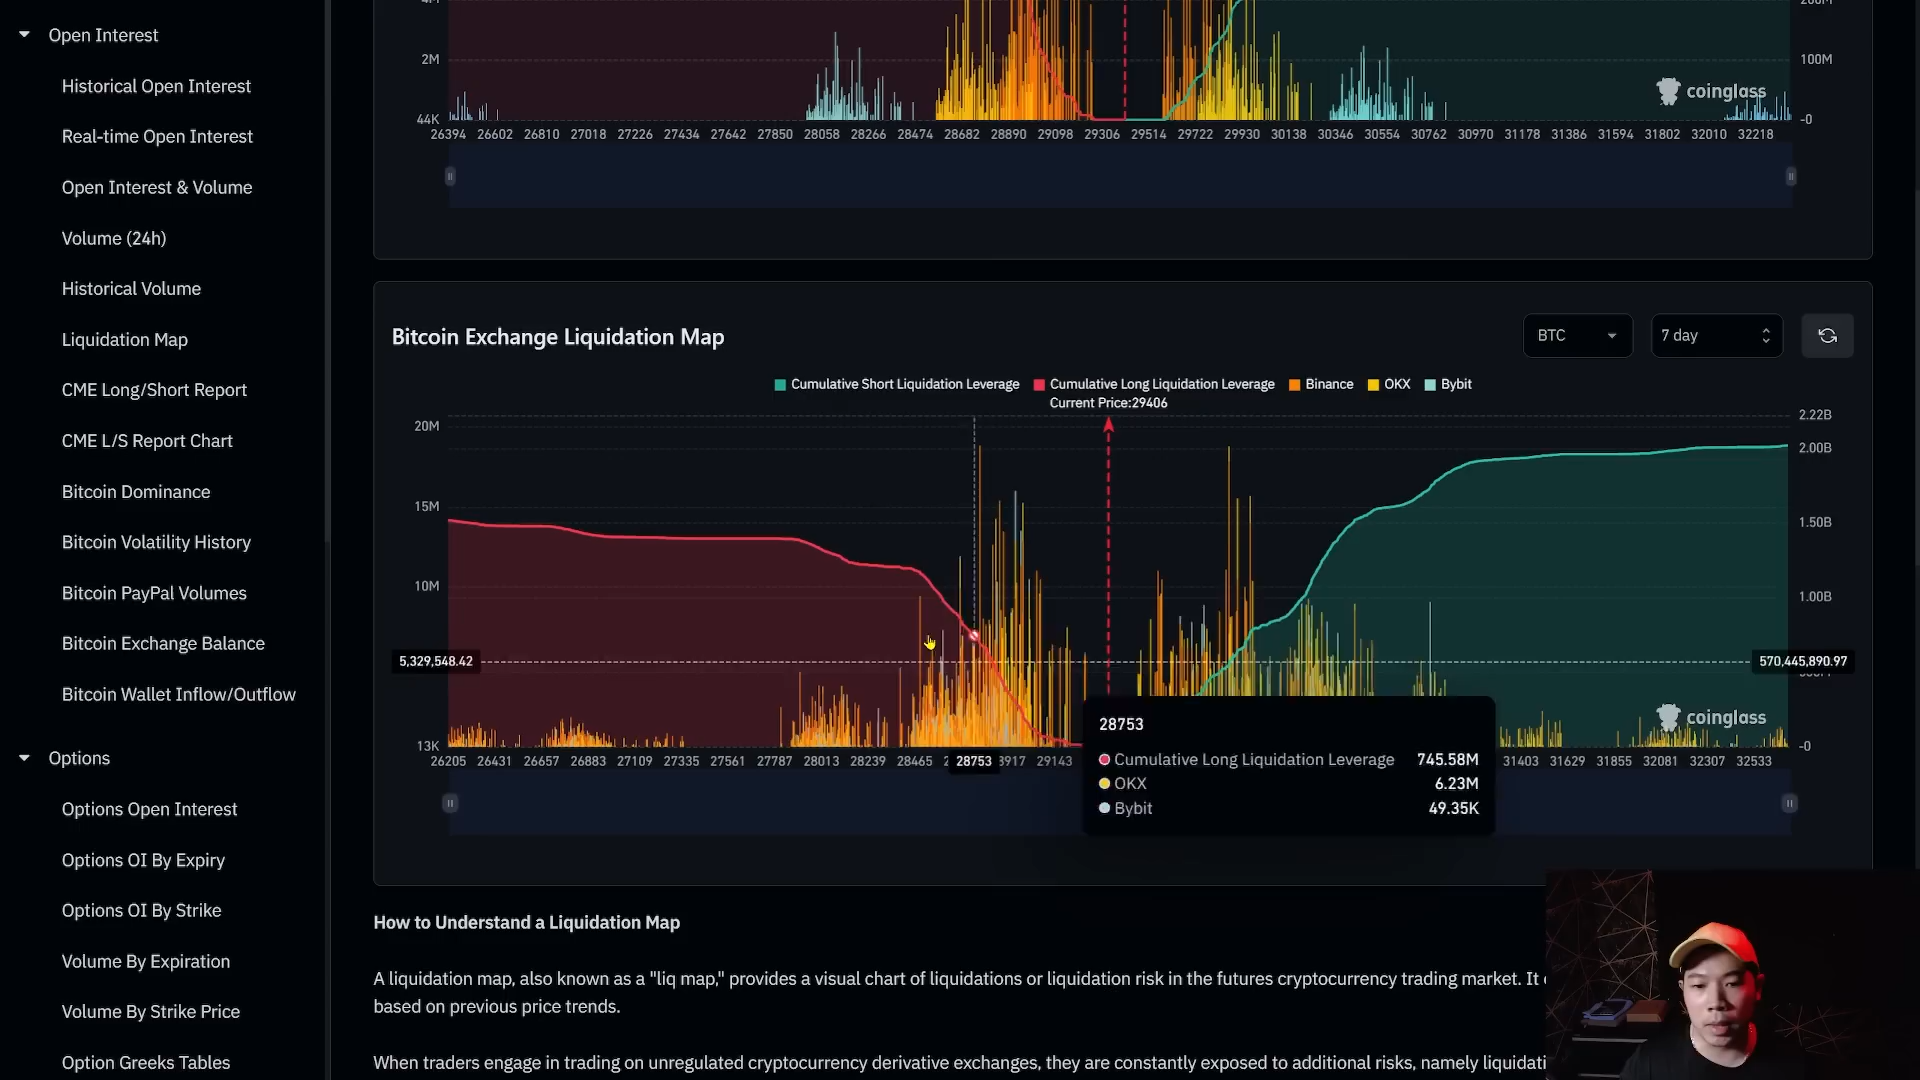 Open Interest
Historical Open Interest
Real-time Open Interest
Open Interest & Volume
Volume (24h)
Historical Volume
Liquidation Map
CME Long/Short Report
CME L/S Report Chart
Bitcoin Dominance
Bitcoin Volatility History
Bitcoin PayPal Volumes
Bitcoin Exchange Balance
Bitcoin Wallet Inflow/Outflow
Options
Options Open Interest
Options OI By Expiry
Options OI By Strike
Volume By Expiration
Volume By Strike Price
Option Greeks Tables
2M 100M
coinglass
44K -0
26394 26602 26810 27018 27226 27434 27642 27850 28058 28266 28474 28682 28890 29098 29306 29514 29722 29930 30138 30346 30554 30762 30970 31178 31386 31594 31802 32010 32218
Bitcoin Exchange Liquidation Map
BTC
7 day
Cumulative Short Liquidation Leverage Cumulative Long Liquidation Leverage Binance OKX Bybit
Current Price:29406
2.22B
20M
2.00B
15M
1.50B
10M
1.00B
5,329,548.42 570,445,890.97
coinglass
13K -0
26205 26431 26657 26883 27109 27335 27561 27787 28013 28239 28465 28753 29143 31403 31629 31855 32081 32307 32533
28753
Cumulative Long Liquidation Leverage 745.58M
OKX 6.23M
Bybit 49.35K
How to Understand a Liquidation Map
A liquidation map, also known as a "liq map," provides a visual chart of liquidations or liquidation risk in the futures cryptocurrency trading market. It
based on previous price trends.
When traders engage in trading on unregulated cryptocurrency derivative exchanges, they are constantly exposed to additional risks, namely